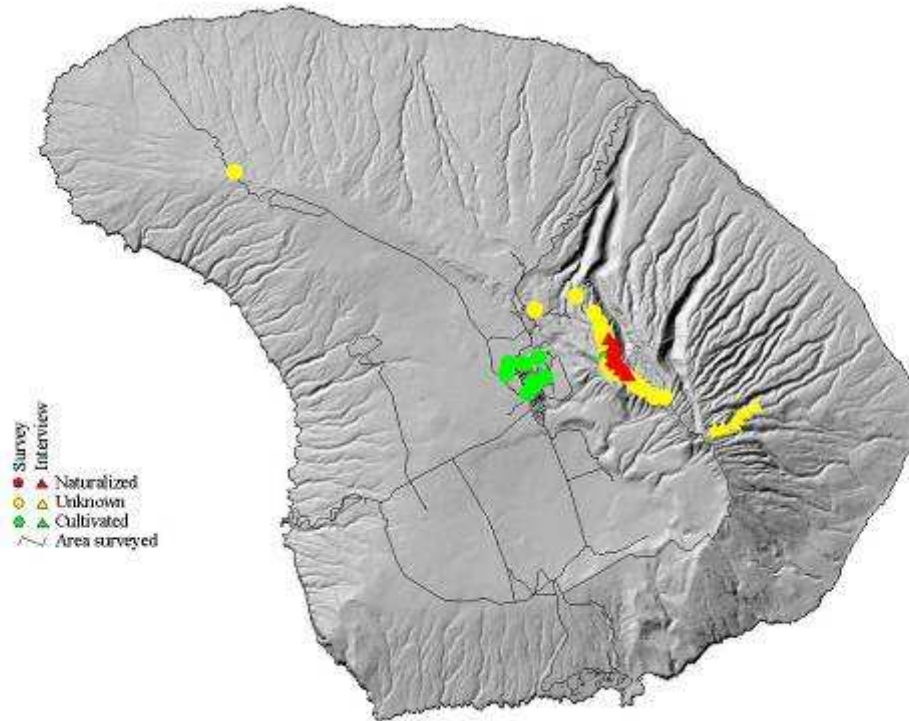 Survey
Interview
Naturalized
Unknown
Cultivated
Area surveyed